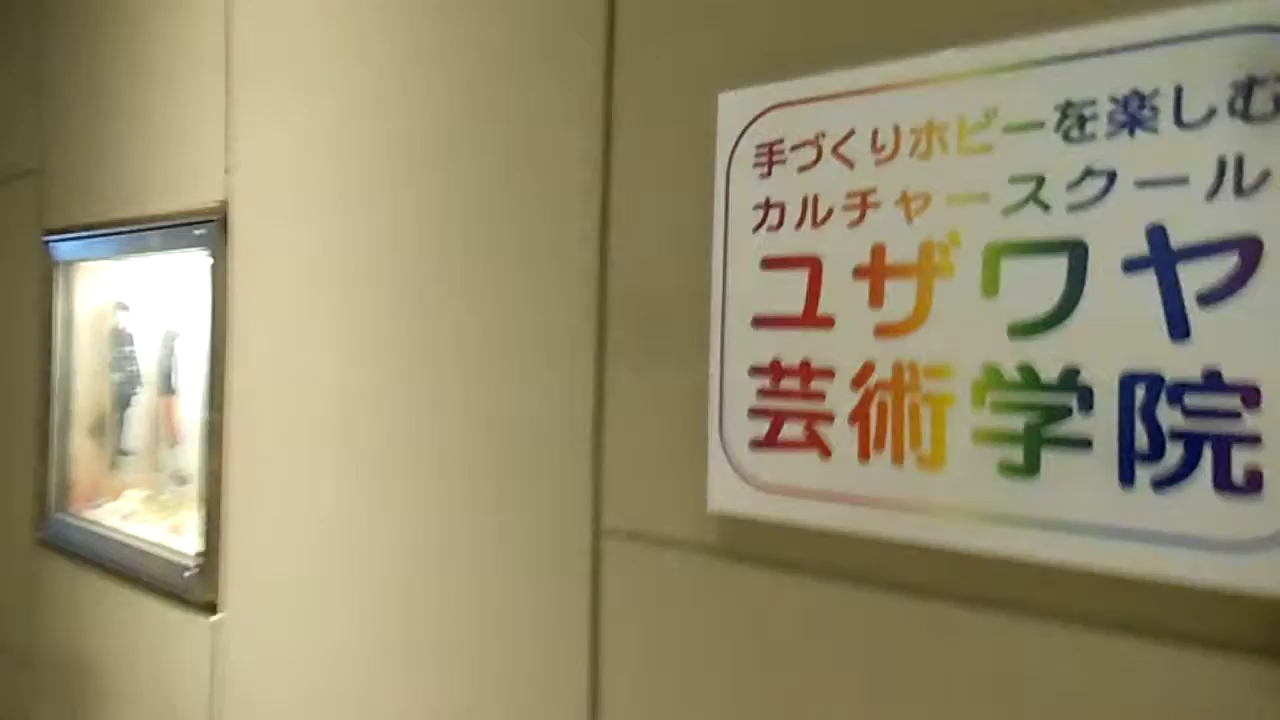 手づくりホビーを楽しむ
カルチャースクール
ユザワヤ
芸術学院